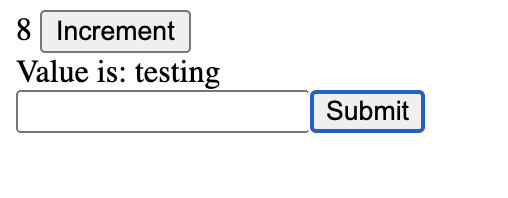 8 Increment
Value is: testing
Submit